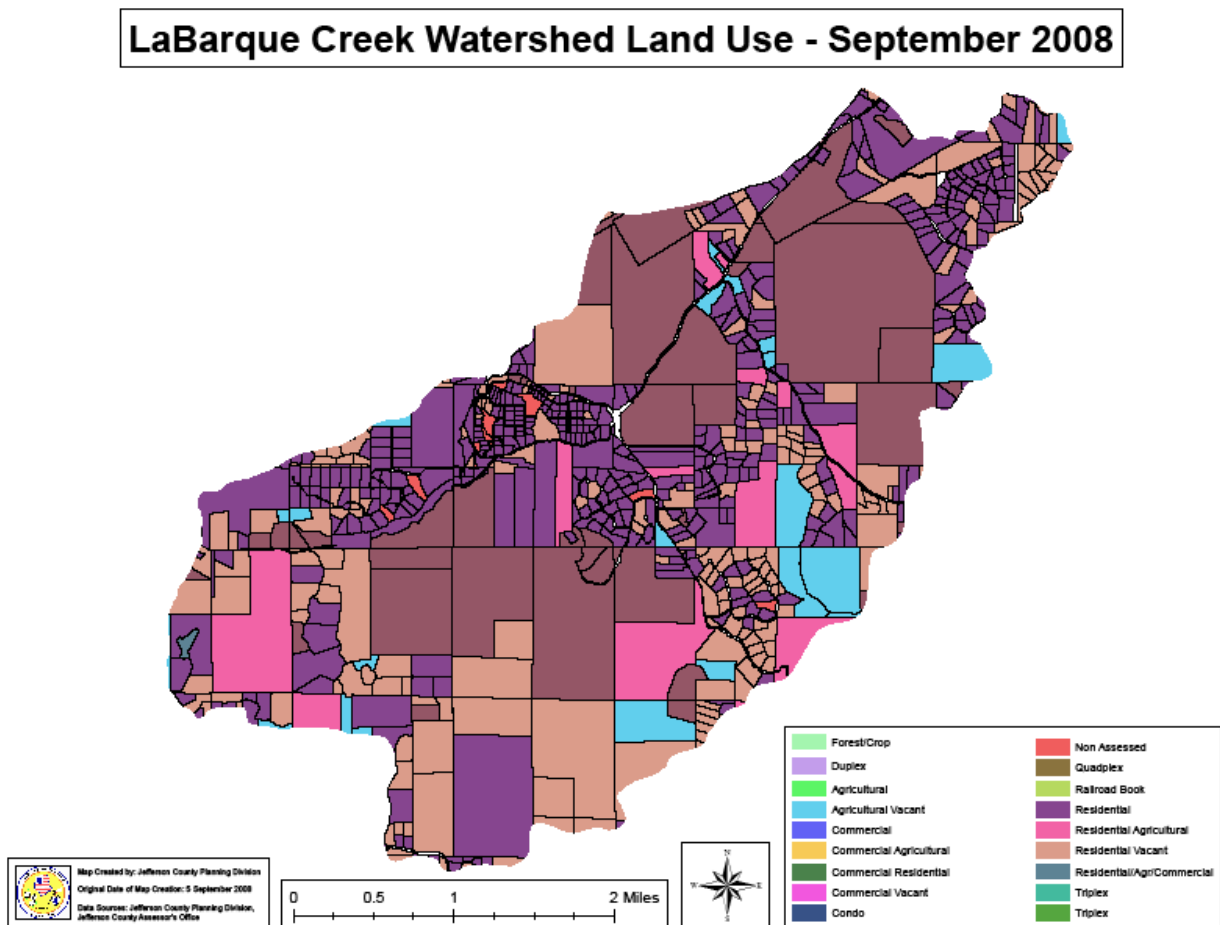 LaBarque Creek Watershed Land Use - September 2008
Forest/Crop
Duplex
Agricultural
Agricultural Vacant
Commercial
Commercial Agricultural
Commercial Residential
Commercial Vacant
Condo
Non Assessed
Quadplex
Railroad Book
Residential
Residential Agricultural
Residential Vacant
Residential/Agr/Commercial
Triplex
Triplex
Map Created by: Jefferson County Planning Division
Original Date of Map Creation: 5 September 2008
Data Sources: Jefferson County Planning Division,
Jefferson County Assessor's Office
0 0.5 1 2 Miles
N
W E
S